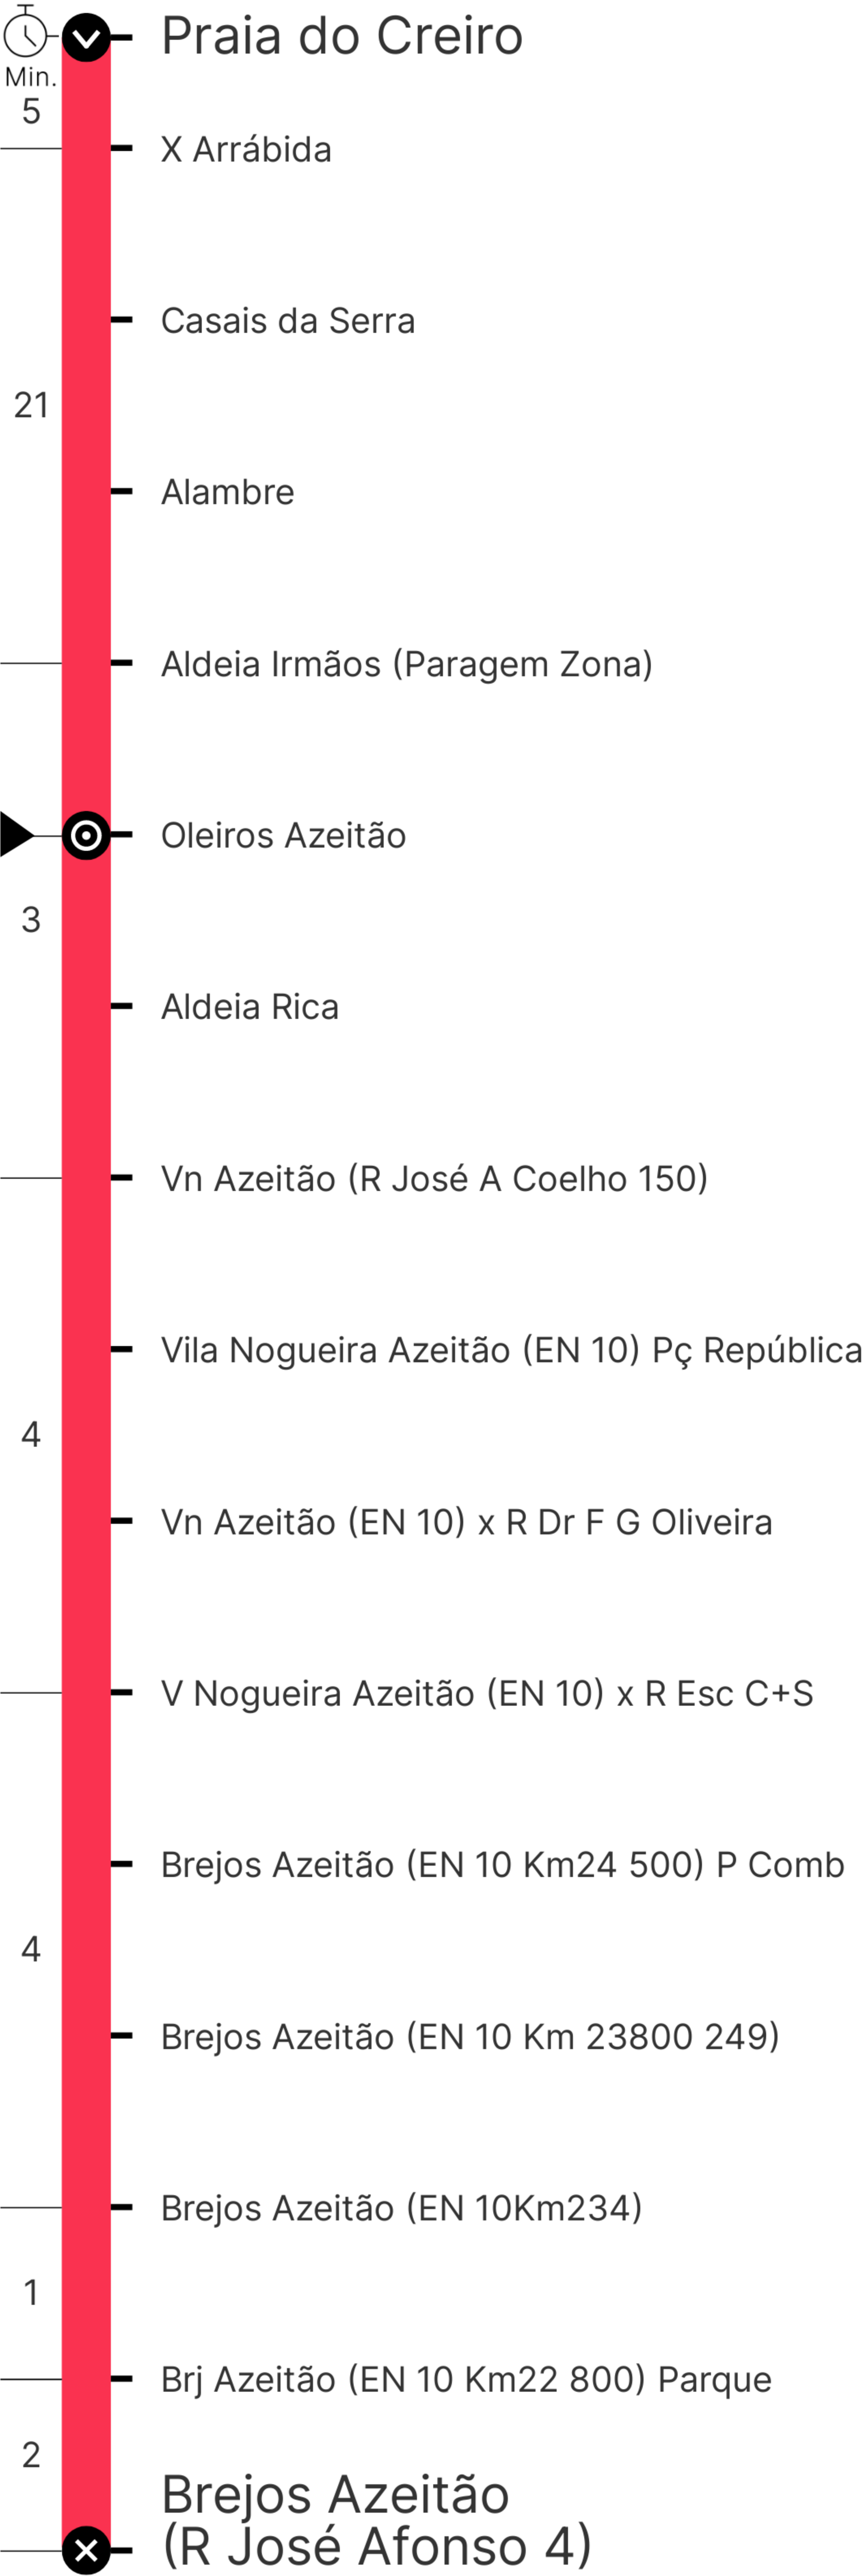 Praia do Creiro
Min.
5
X Arrábida
Casais da Serra
21
Alambre
Aldeia Irmãos (Paragem Zona)
Oleiros Azeitão
3
Aldeia Rica
Vn Azeitão (R José A Coelho 150)
Vila Nogueira Azeitão (EN 10) Pç República
4
Vn Azeitão (EN 10) x R Dr F G Oliveira
V Nogueira Azeitão (EN 10) x R Esc C+S
Brejos Azeitão (EN 10 Km24 500) P Comb
4
Brejos Azeitão (EN 10 Km 23800 249)
Brejos Azeitão (EN 10Km234)
1
Brj Azeitão (EN 10 Km22 800) Parque
2
Brejos Azeitão
(R José Afonso 4)